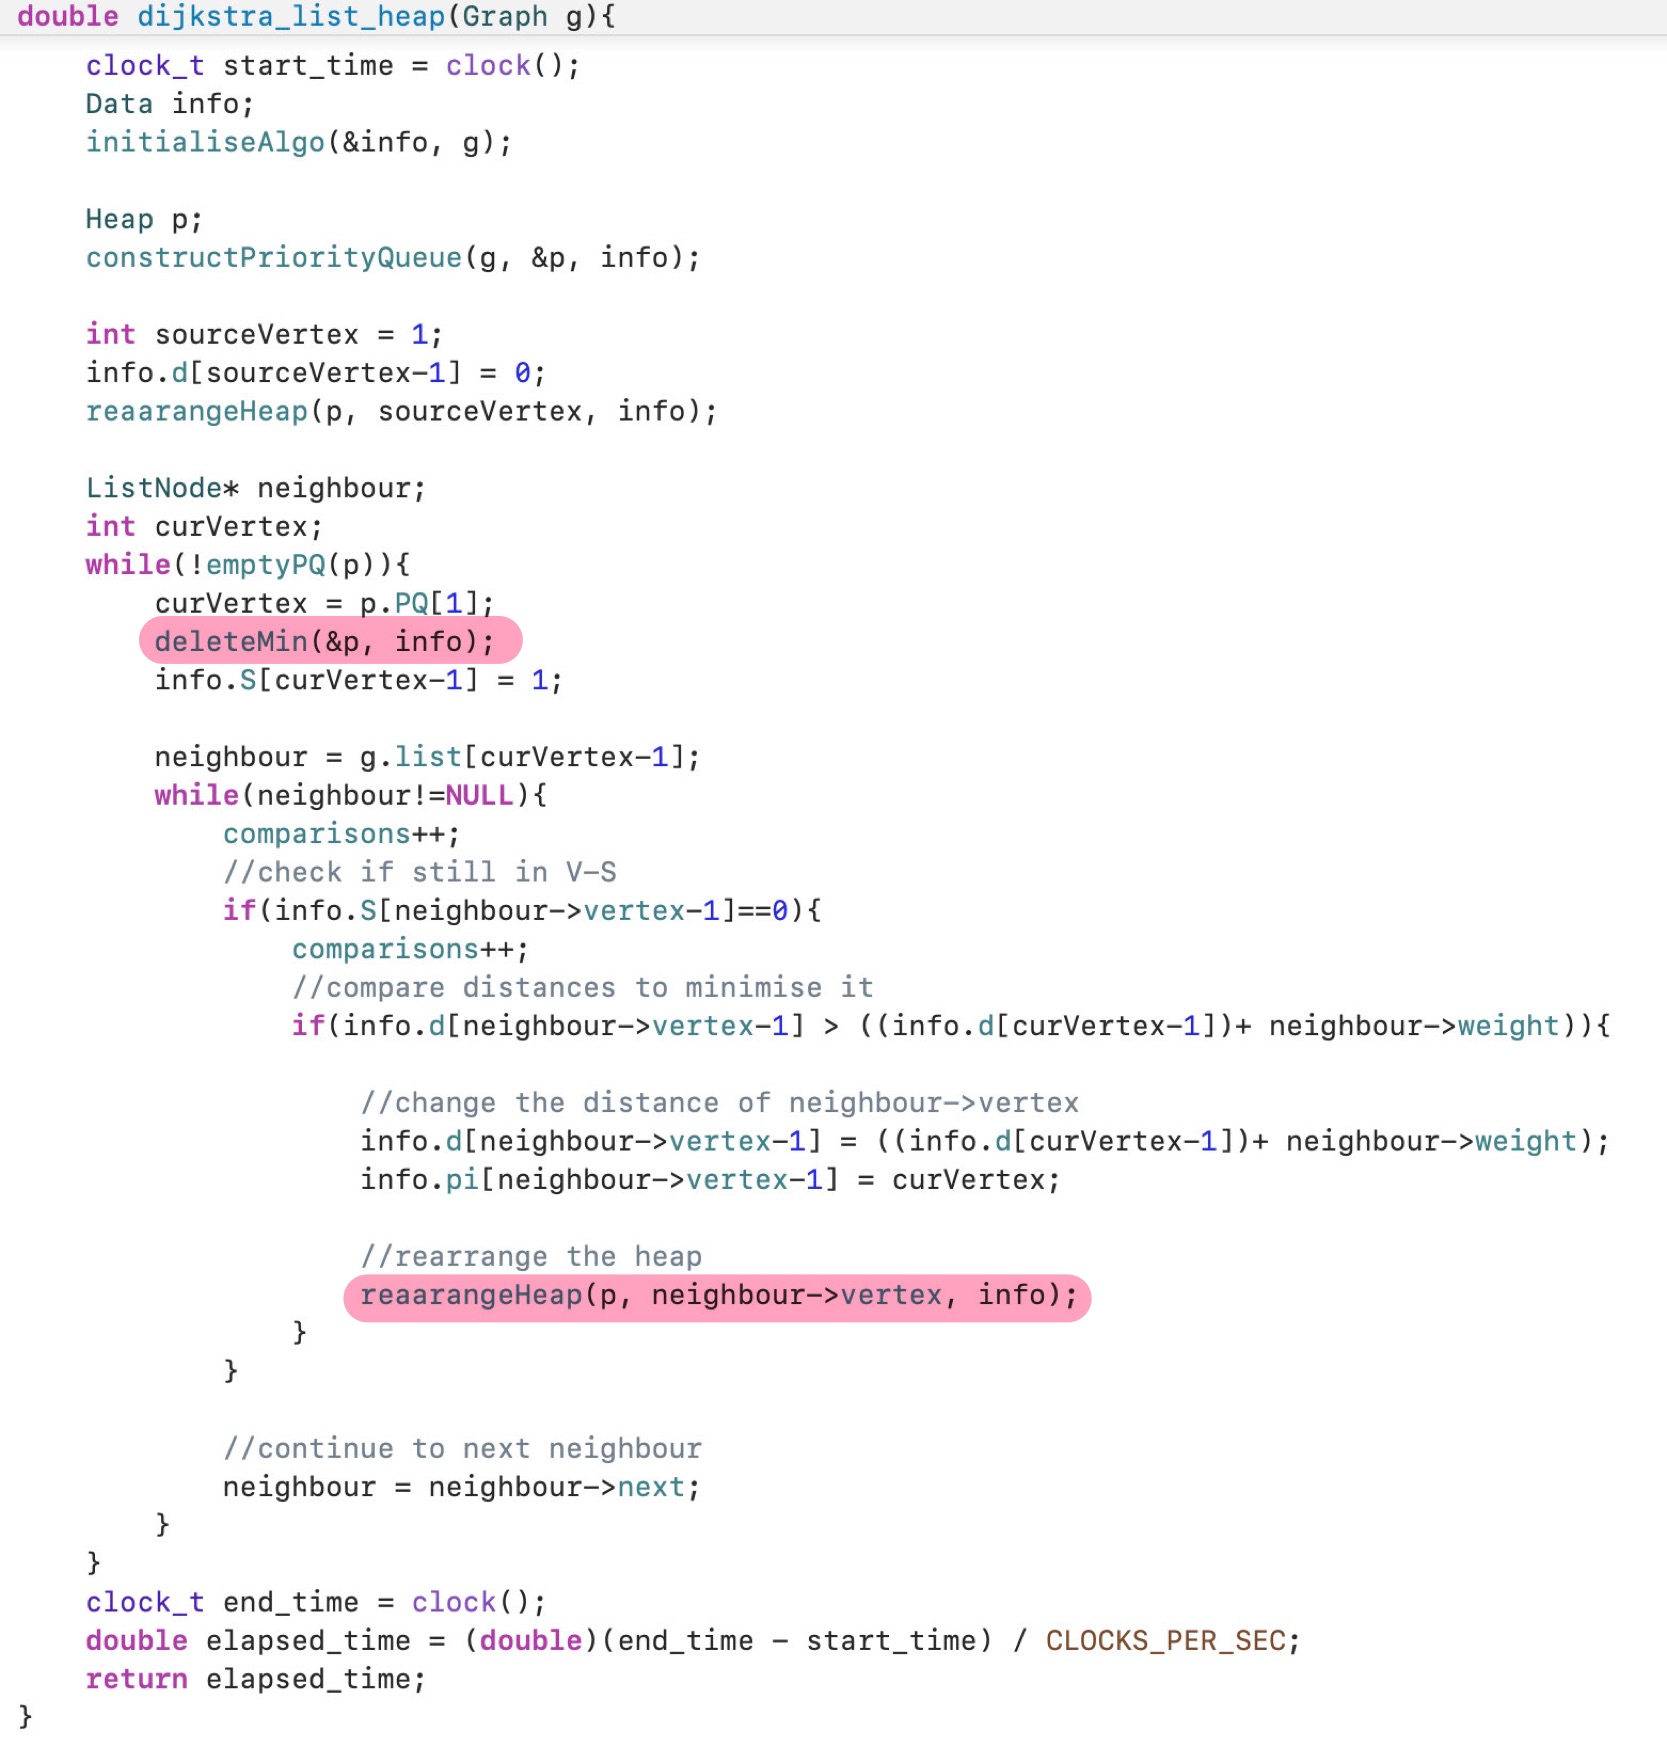 double dijkstra_list_heap(Graph g){
clock_t start_time = clock();
Data info;
initialiseAlgo(&info, g);
Heap p;
constructPriorityQueue(g, &p, info);
int sourceVertex = 1;
info.d[sourceVertex-1] = 0;
reaarangeHeap(p, sourceVertex, info);
ListNode* neighbour;
int curVertex;
while(!emptyPQ(p)){
curVertex = p.PQ[1];
deleteMin(&p, info);
info.S[curVertex-1] = 1;
neighbour = g.list[curVertex-1];
while(neighbour!=NULL){
comparisons++;
//check if still in V-S
if(info.S[neighbour->vertex-1]==0){
comparisons++;
//compare distances to minimise it
if(info.d[neighbour->vertex-1] > ((info.d[curVertex-1])+ neighbour->weight)){
//change the distance of neighbour->vertex
info.d[neighbour->vertex-1] = ((info.d[curVertex-1])+ neighbour->weight);
info.pi[neighbour->vertex-1] = curVertex;
//rearrange the heap
reaarangeHeap(p, neighbour->vertex, info);
}
}
//continue to next neighbour
neighbour = neighbour->next;
}
}
clock_t end_time = clock();
double elapsed_time = (double)(end_time - start_time) / CLOCKS_PER_SEC;
return elapsed_time;
}